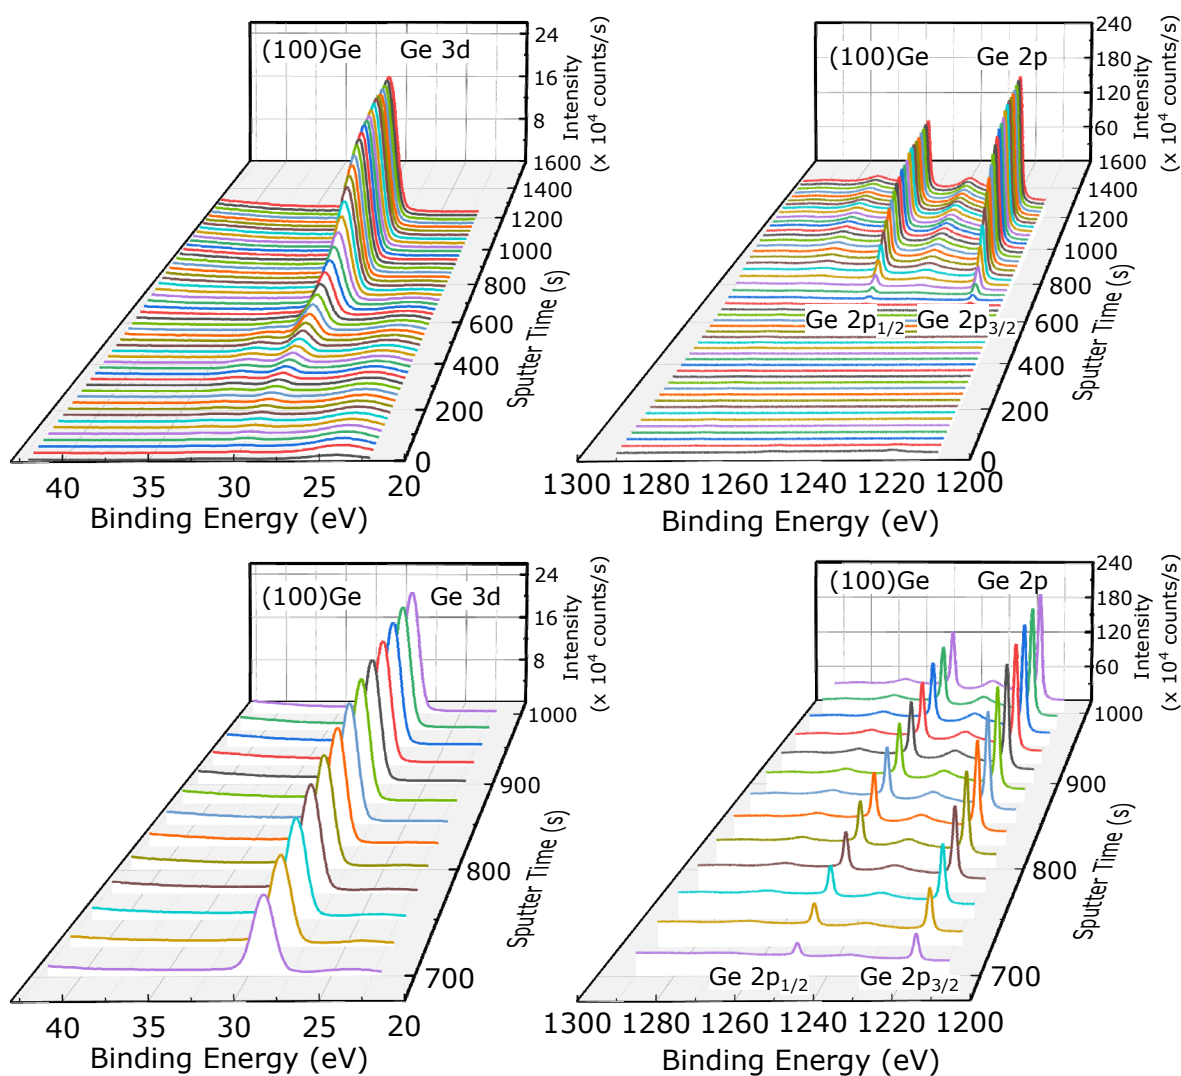 (100)Ge Ge 3d
24
16
8
Intensity
(x 10⁴ counts/s)
1600
1400
1200
1000
800
600
400
200
0
Sputter Time (s)
40 35 30 25 20
Binding Energy (eV)
(100)Ge Ge 2p
240
180
120
60
Intensity
(x 10⁴ counts/s)
1600
1400
1200
1000
800
600
400
200
0
Sputter Time (s)
Ge 2p₁/₂ Ge 2p₃/₂
1300 1280 1260 1240 1220 1200
Binding Energy (eV)
(100)Ge Ge 3d
24
16
8
Intensity
(x 10⁴ counts/s)
1000
900
800
700
Sputter Time (s)
40 35 30 25 20
Binding Energy (eV)
(100)Ge Ge 2p
240
180
120
60
Intensity
(x 10⁴ counts/s)
1000
900
800
700
Sputter Time (s)
Ge 2p₁/₂ Ge 2p₃/₂
1300 1280 1260 1240 1220 1200
Binding Energy (eV)